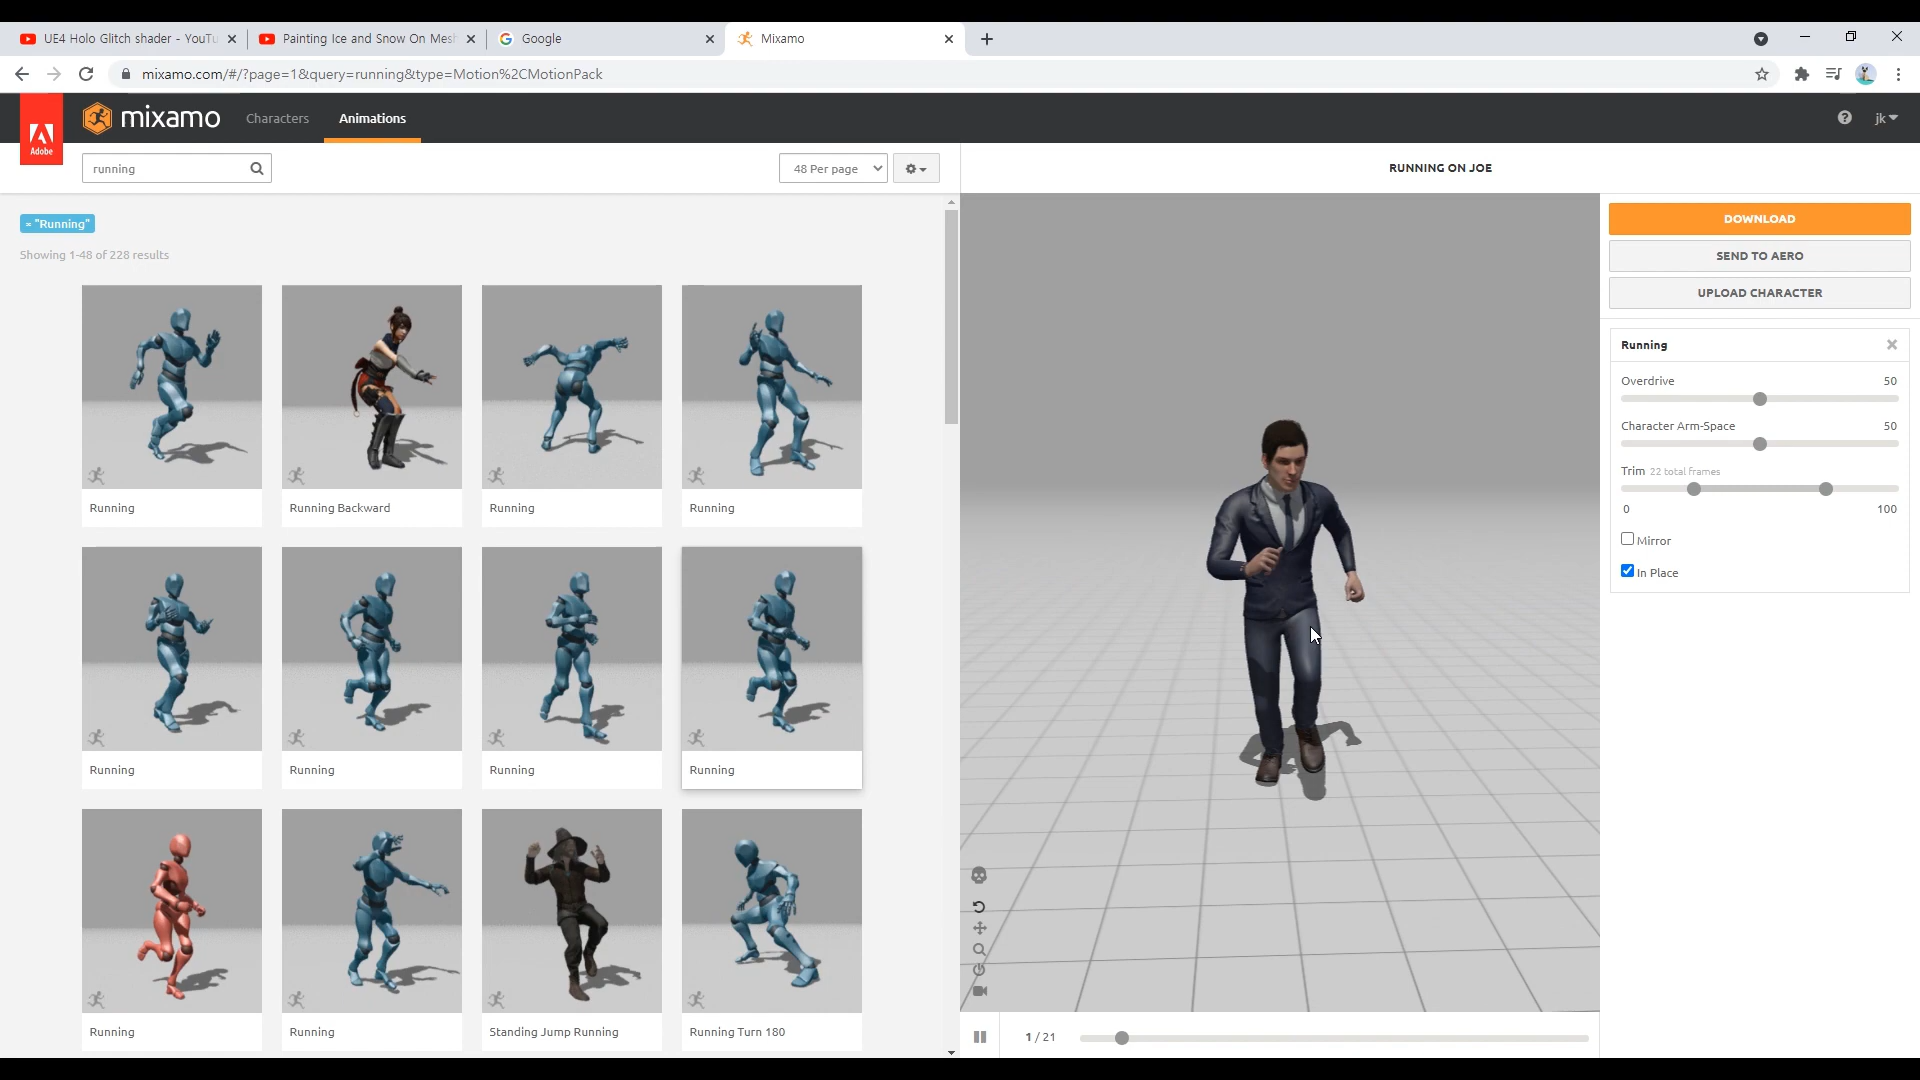 UE4 Holo Glitch shader - YouTu
Painting Ice and Snow On Mesh
Google
Mixamo
mixamo.com/#/?page=1&query=running&type=Motion%2CMotionPack
Adobe
mixamo
Characters
Animations
jk
running
48 Per page
RUNNING ON JOE
× "Running"
Showing 1-48 of 228 results
Running
Running Backward
Running
Running
Running
Running
Running
Running
Running
Running
Standing Jump Running
Running Turn 180
1 / 21
DOWNLOAD
SEND TO AERO
UPLOAD CHARACTER
Running
Overdrive 50
Character Arm-Space 50
Trim 22 total frames
0 100
Mirror
In Place